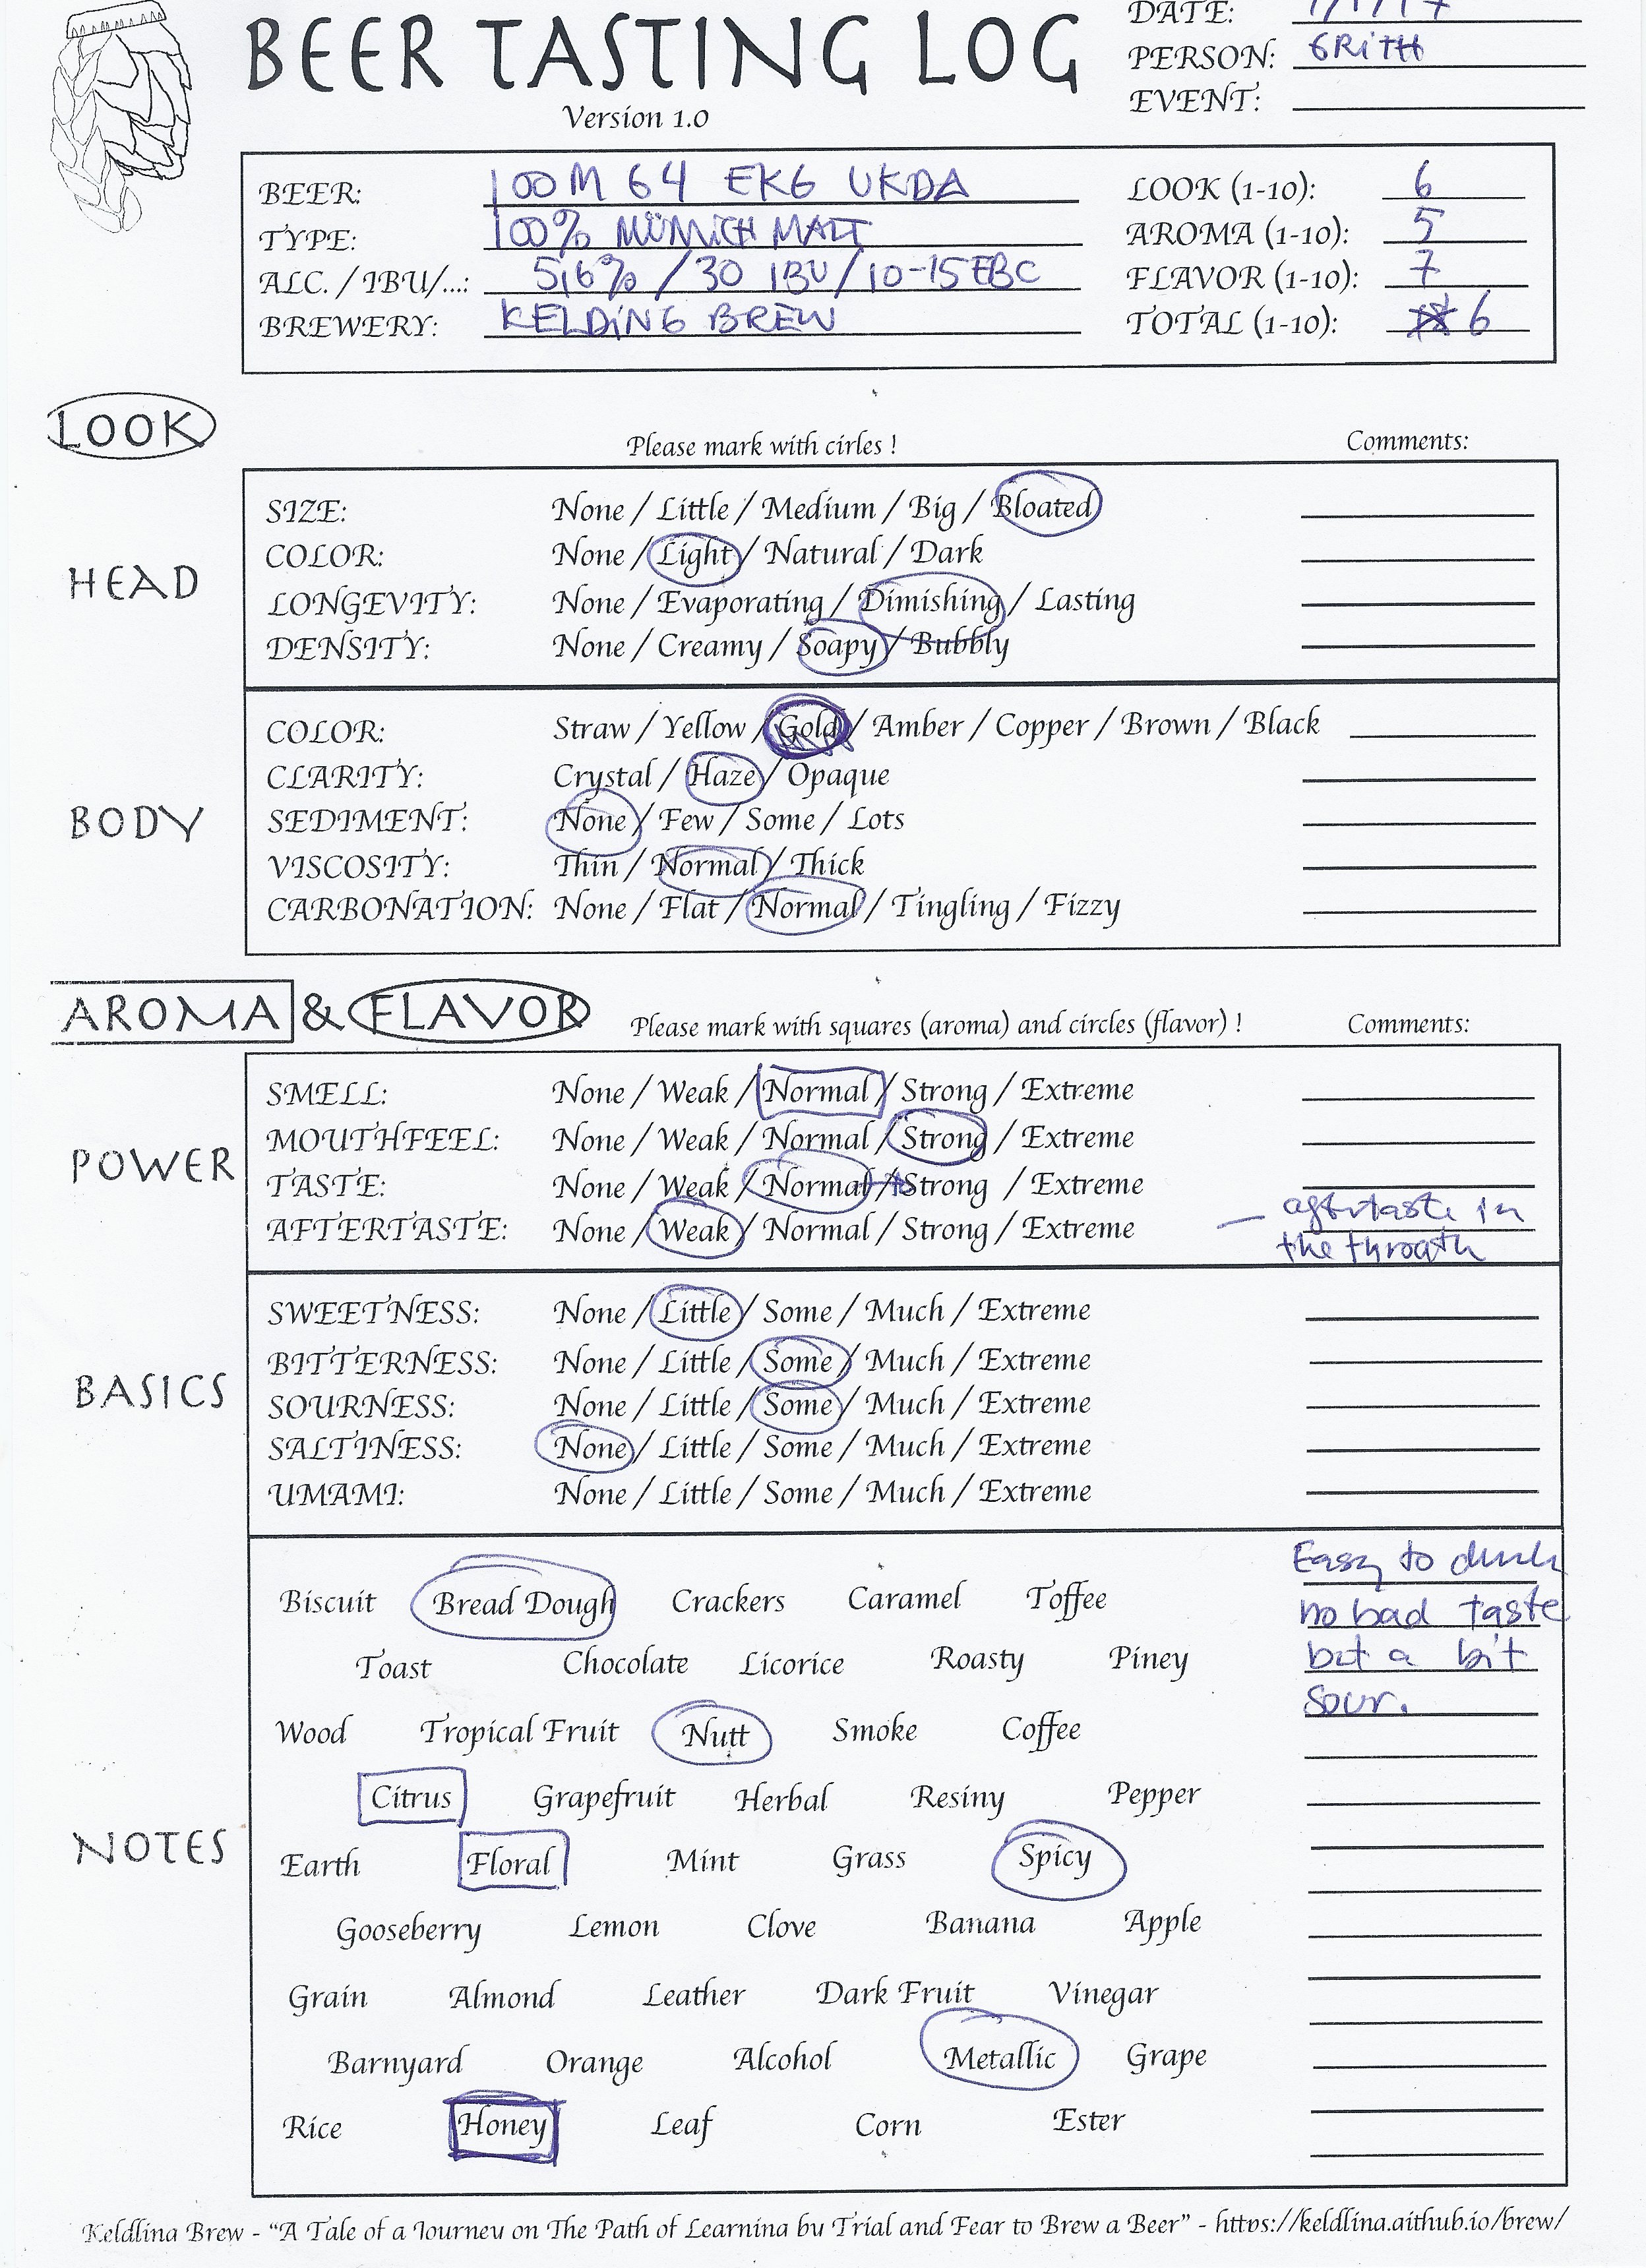 BEER TASTING LOG
Version 1.0
DATE: 1/1/17
PERSON: GRITH
EVENT:
BEER: 100M 64 EKG UKDA
TYPE: 100% MÜNICH MALT
ALC. / IBU/...: 5,6% / 30 IBU / 10-15 EBC
BREWERY: KELDING BREW
LOOK (1-10): 6
AROMA (1-10): 5
FLAVOR (1-10): 7
TOTAL (1-10): 6
LOOK
Please mark with cirles !
Comments:
HEAD
SIZE: None / Little / Medium / Big / Bloated
COLOR: None / Light / Natural / Dark
LONGEVITY: None / Evaporating / Dimishing / Lasting
DENSITY: None / Creamy / Soapy / Bubbly
BODY
COLOR: Straw / Yellow / Gold / Amber / Copper / Brown / Black
CLARITY: Crystal / Haze / Opaque
SEDIMENT: None / Few / Some / Lots
VISCOSITY: Thin / Normal / Thick
CARBONATION: None / Flat / Normal / Tingling / Fizzy
AROMA & FLAVOR
Please mark with squares (aroma) and circles (flavor) !
Comments:
POWER
SMELL: None / Weak / Normal / Strong / Extreme
MOUTHFEEL: None / Weak / Normal / Strong / Extreme
TASTE: None / Weak / Normal / Strong / Extreme
AFTERTASTE: None / Weak / Normal / Strong / Extreme
– aftertaste in
the throath
BASICS
SWEETNESS: None / Little / Some / Much / Extreme
BITTERNESS: None / Little / Some / Much / Extreme
SOURNESS: None / Little / Some / Much / Extreme
SALTINESS: None / Little / Some / Much / Extreme
UMAMI: None / Little / Some / Much / Extreme
NOTES
Biscuit Bread Dough Crackers Caramel Toffee
Toast Chocolate Licorice Roasty Piney
Wood Tropical Fruit Nutt Smoke Coffee
Citrus Grapefruit Herbal Resiny Pepper
Earth Floral Mint Grass Spicy
Gooseberry Lemon Clove Banana Apple
Grain Almond Leather Dark Fruit Vinegar
Barnyard Orange Alcohol Metallic Grape
Rice Honey Leaf Corn Ester
Easy to drink
no bad taste
but a bit
sour.
Keldling Brew - "A Tale of a Journey on The Path of Learning by Trial and Fear to Brew a Beer" - https://keldling.github.io/brew/